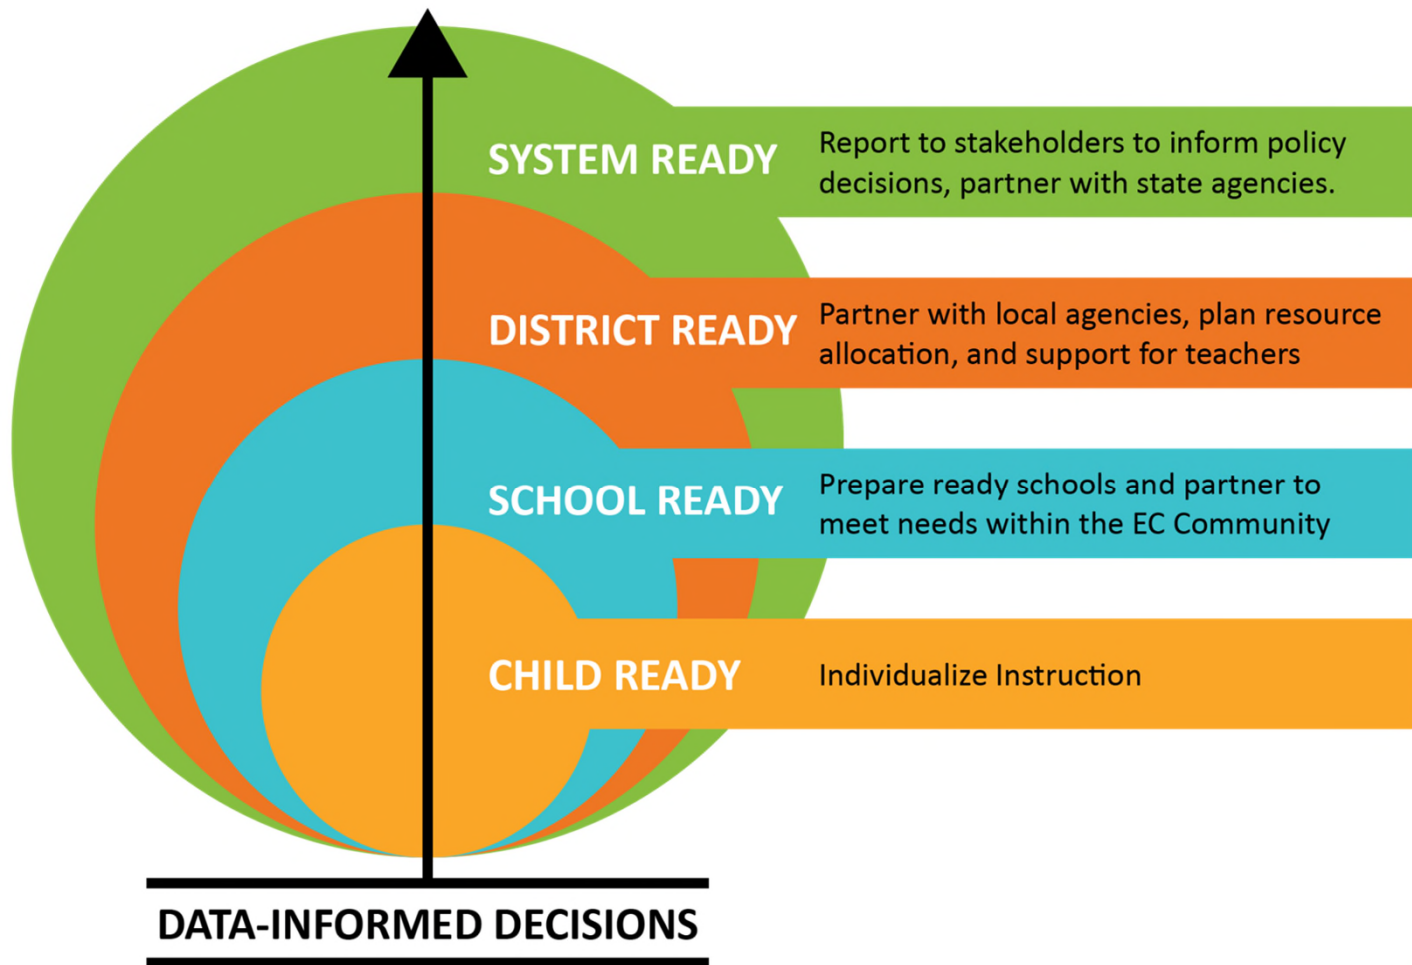 SYSTEM READY
Report to stakeholders to inform policy
decisions, partner with state agencies.
DISTRICT READY
Partner with local agencies, plan resource
allocation, and support for teachers
SCHOOL READY
Prepare ready schools and partner to
meet needs within the EC Community
CHILD READY
Individualize Instruction
DATA-INFORMED DECISIONS